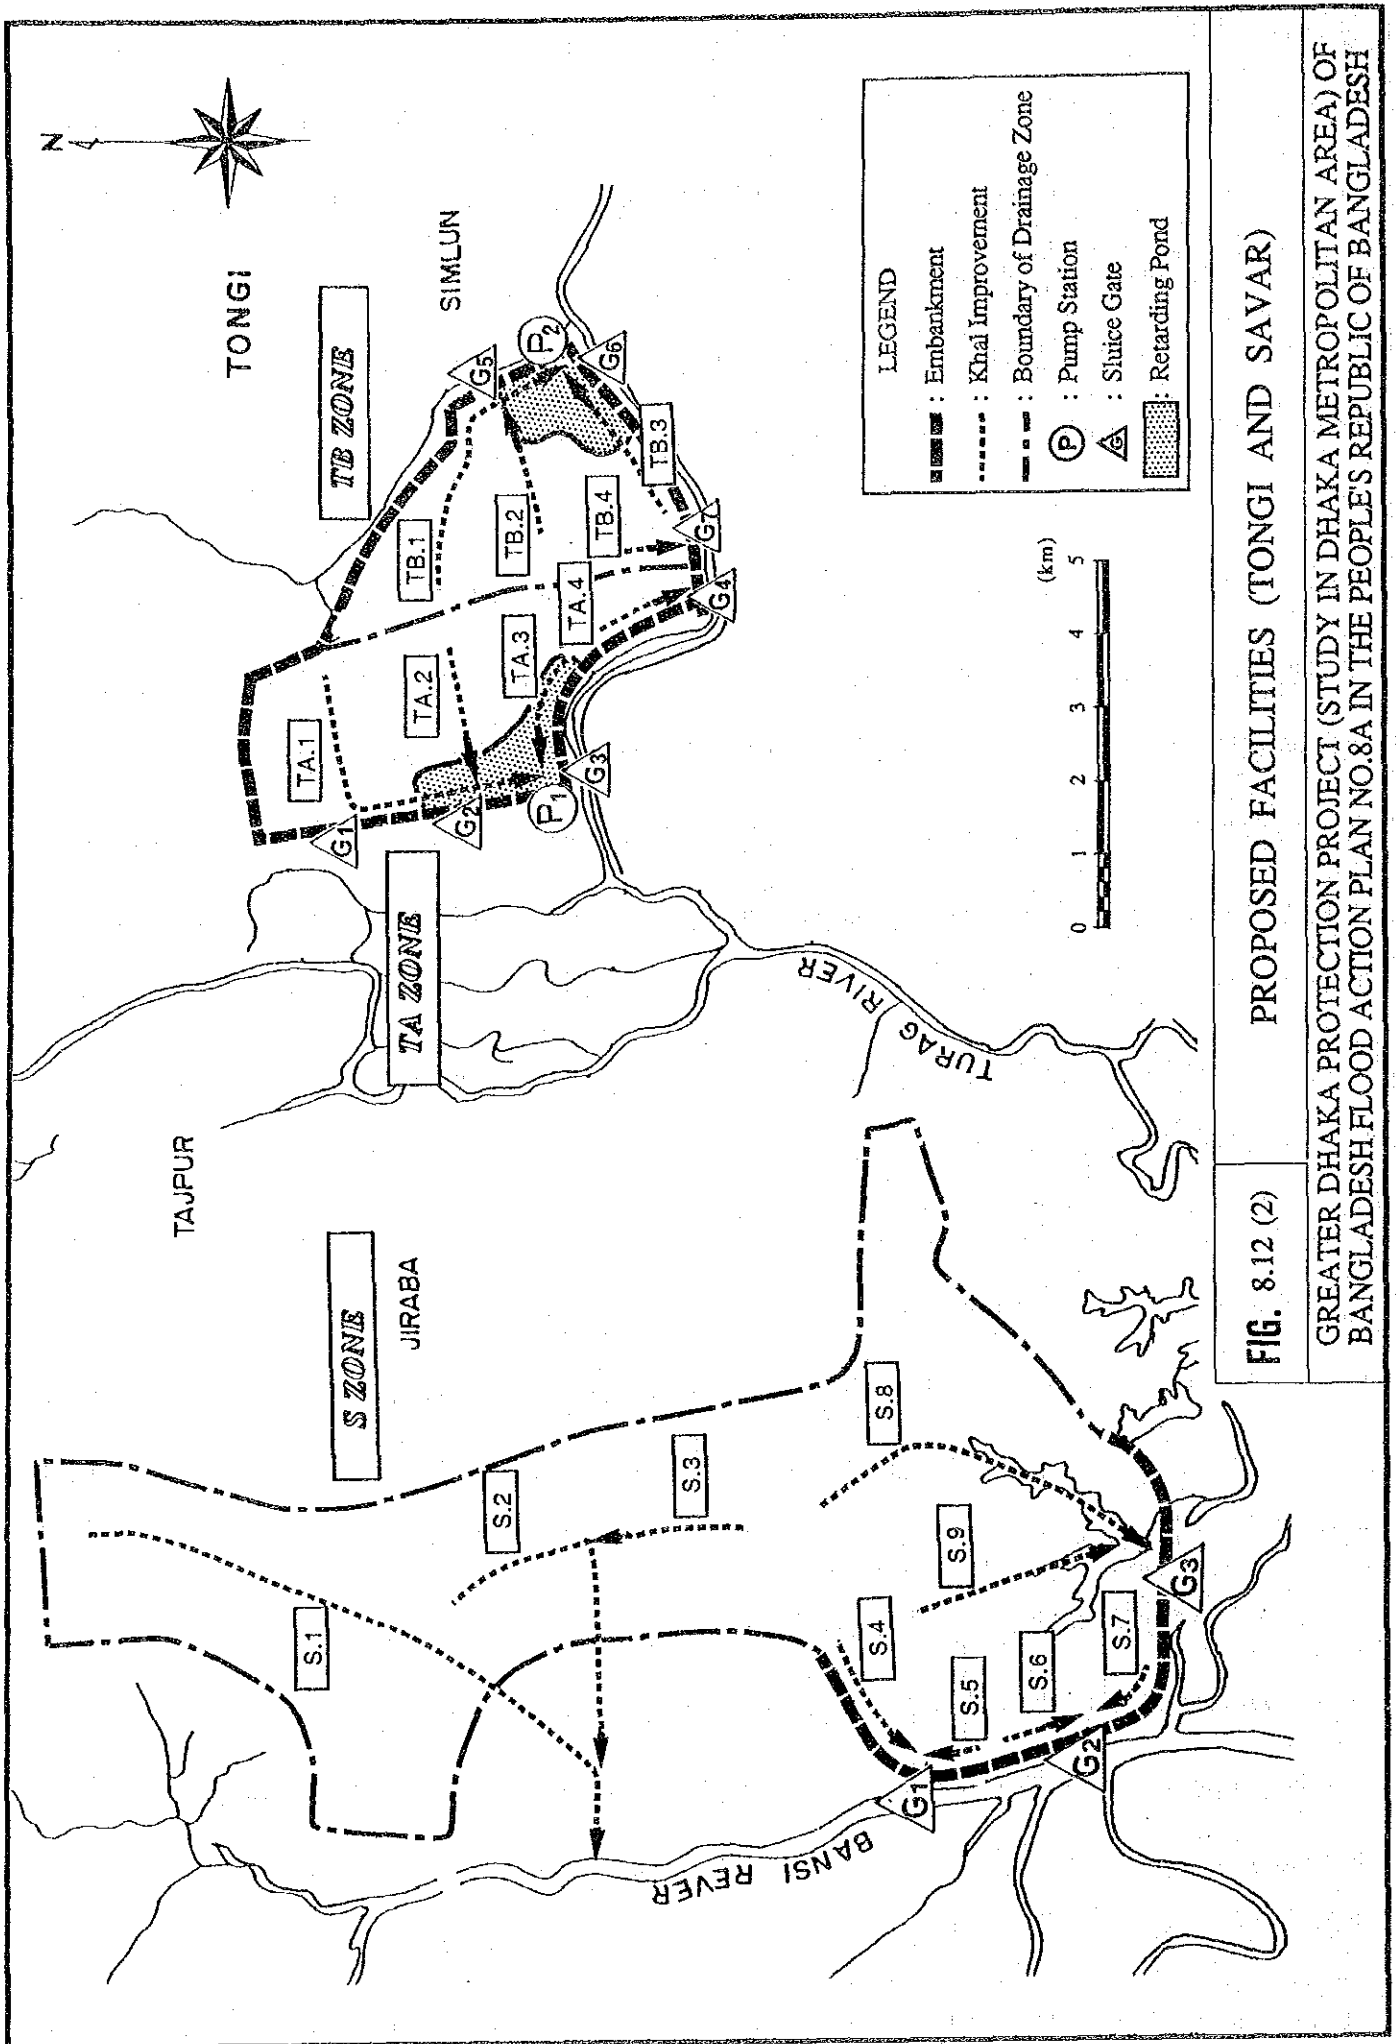 N
TONGI
TB ZONE
SIMLUN
TAJPUR
S ZONE
JIRABA
TA ZONE
TA.1
TA.2
TA.3
TA.4
TB.1
TB.2
TB.3
TB.4
G1
G2
G3
G4
G5
G6
G7
P1
P2
S.1
S.2
S.3
S.4
S.5
S.6
S.7
S.8
S.9
G1
G2
G3
BANSI REVER
TURAG RIVER
LEGEND
: Embankment
: Khal Improvement
: Boundary of Drainage Zone
P : Pump Station
G : Sluice Gate
: Retarding Pond
0 1 2 3 4 5 (km)
FIG. 8.12 (2)
PROPOSED FACILITIES (TONGI AND SAVAR)
GREATER DHAKA PROTECTION PROJECT (STUDY IN DHAKA METROPOLITAN AREA) OF
BANGLADESH FLOOD ACTION PLAN NO.8A IN THE PEOPLE'S REPUBLIC OF BANGLADESH